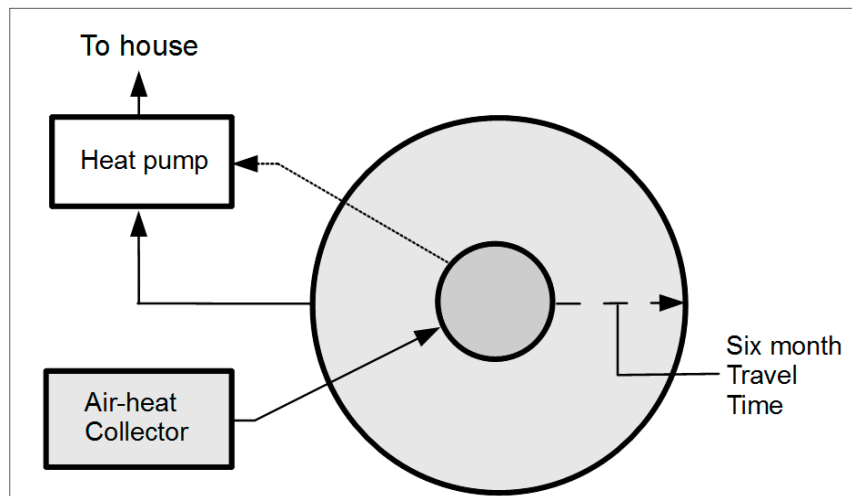 To house
Heat pump
Air-heat
Collector
Six month
Travel
Time